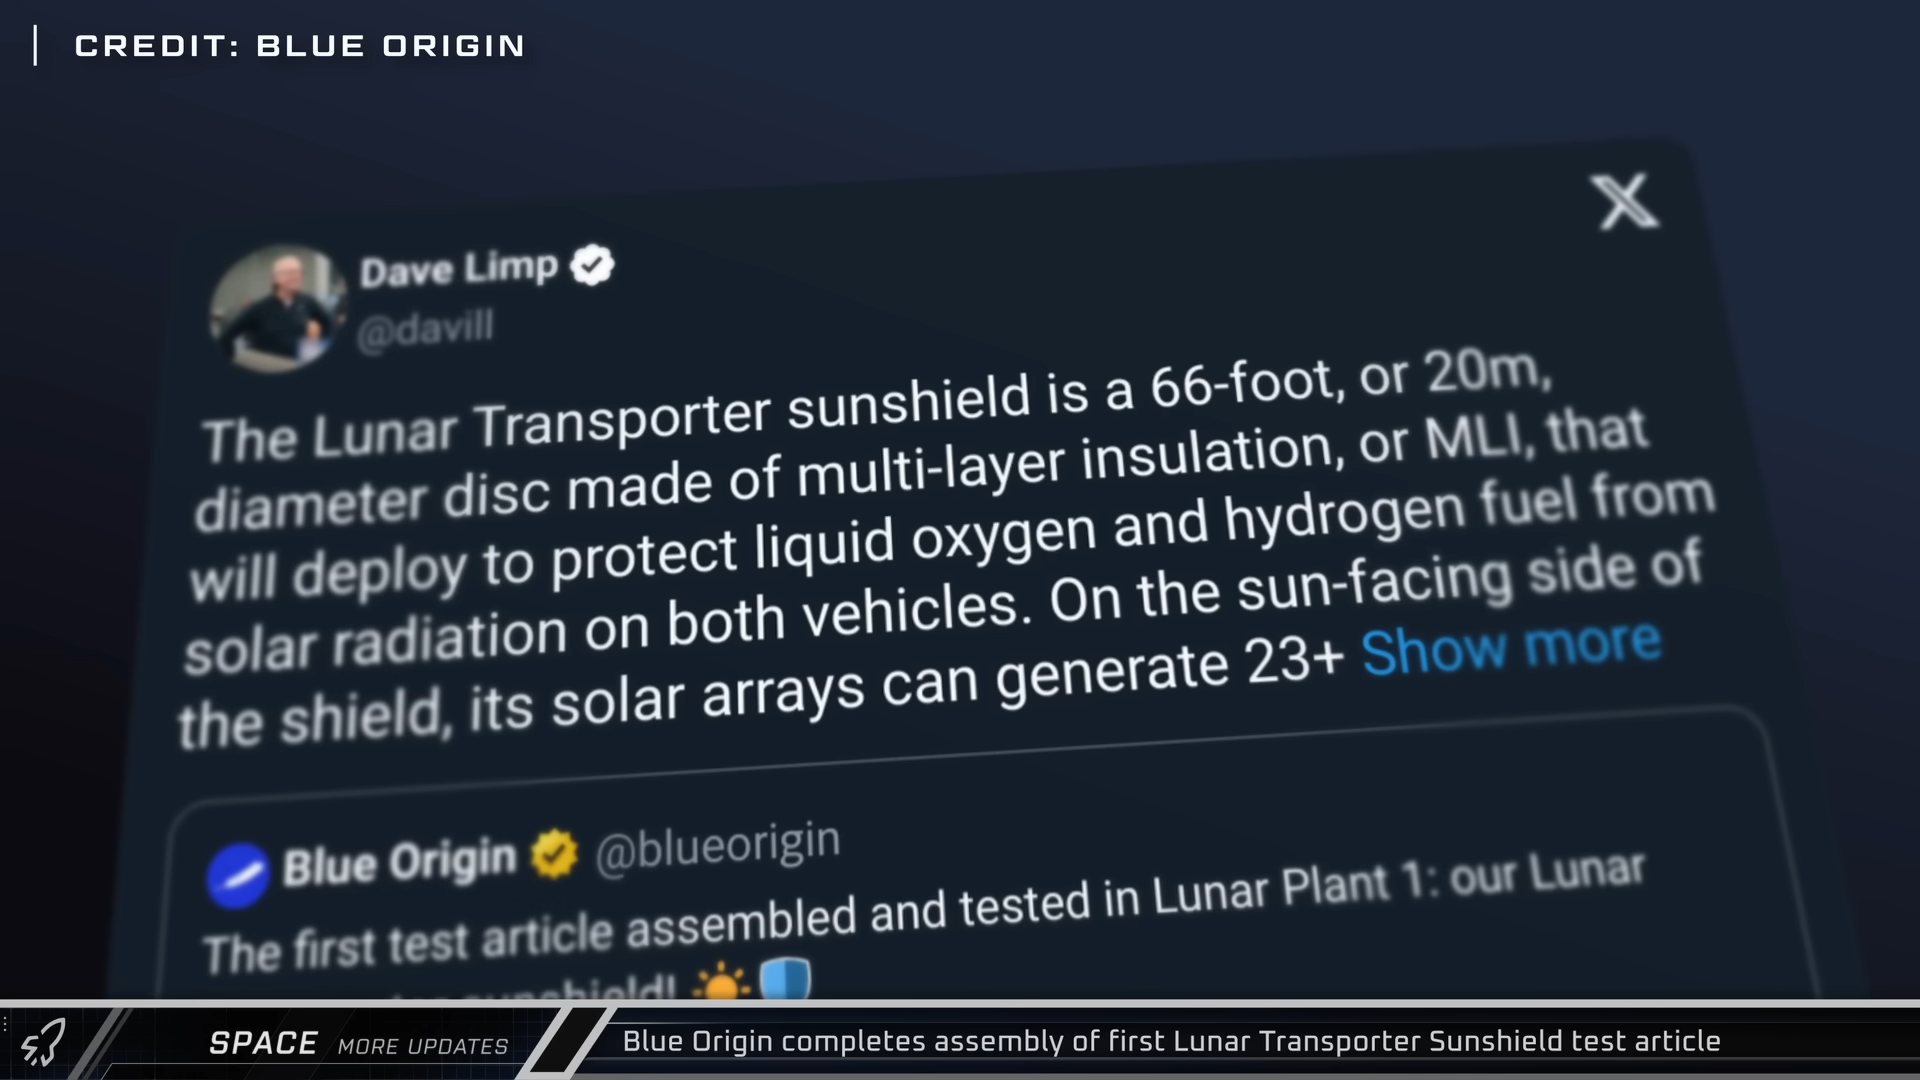 CREDIT: BLUE ORIGIN
Dave Limp
@davill
The Lunar Transporter sunshield is a 66-foot, or 20m,
diameter disc made of multi-layer insulation, or MLI, that
will deploy to protect liquid oxygen and hydrogen fuel from
solar radiation on both vehicles. On the sun-facing side of
the shield, its solar arrays can generate 23+ Show more
Blue Origin @blueorigin
The first test article assembled and tested in Lunar Plant 1: our Lunar
sunshield!
SPACE MORE UPDATES
Blue Origin completes assembly of first Lunar Transporter Sunshield test article